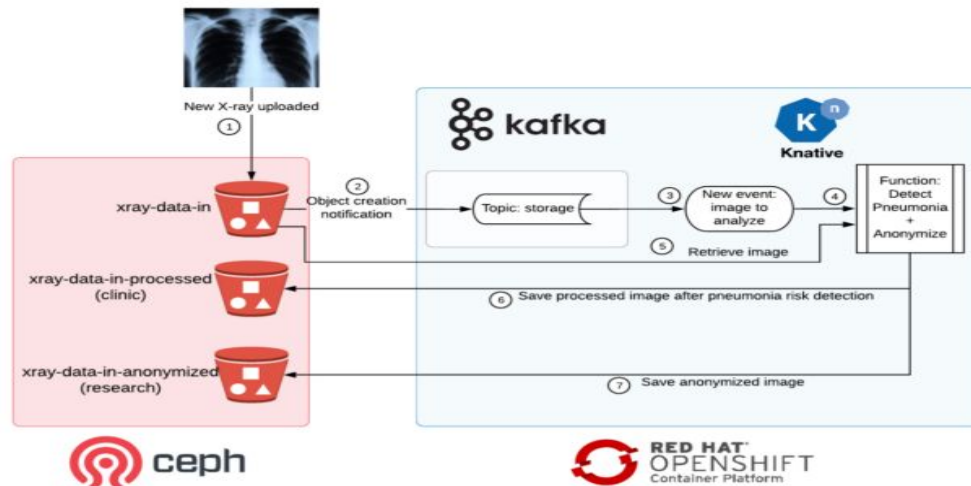 New X-ray uploaded
1
kafka
n
K
Knative
xray-data-in
2
Object creation
notification
Topic: storage
3
New event:
image to
analyze
4
Function:
Detect
Pneumonia
+
Anonymize
5
Retrieve image
xray-data-in-processed
(clinic)
6
Save processed image after pneumonia risk detection
xray-data-in-anonymized
(research)
7
Save anonymized image
ceph
RED HAT®
OPENSHIFT
Container Platform